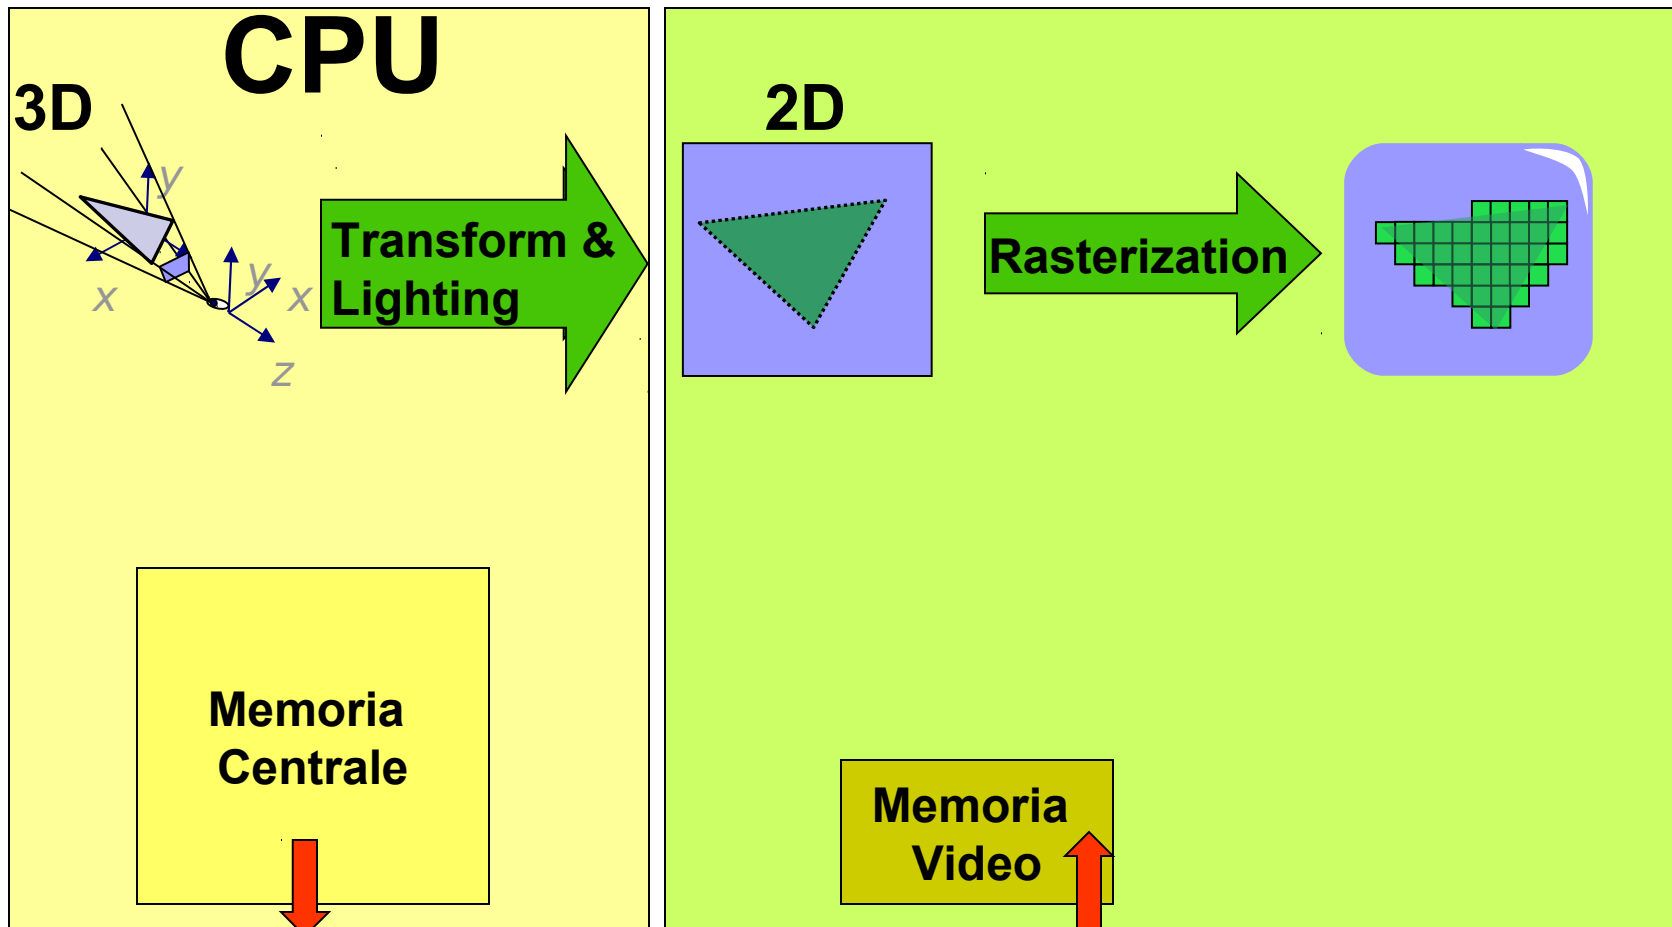 CPU
3D
2D
y
x
y
x
z
Transform &
Lighting
Rasterization
Memoria
Centrale
Memoria
Video